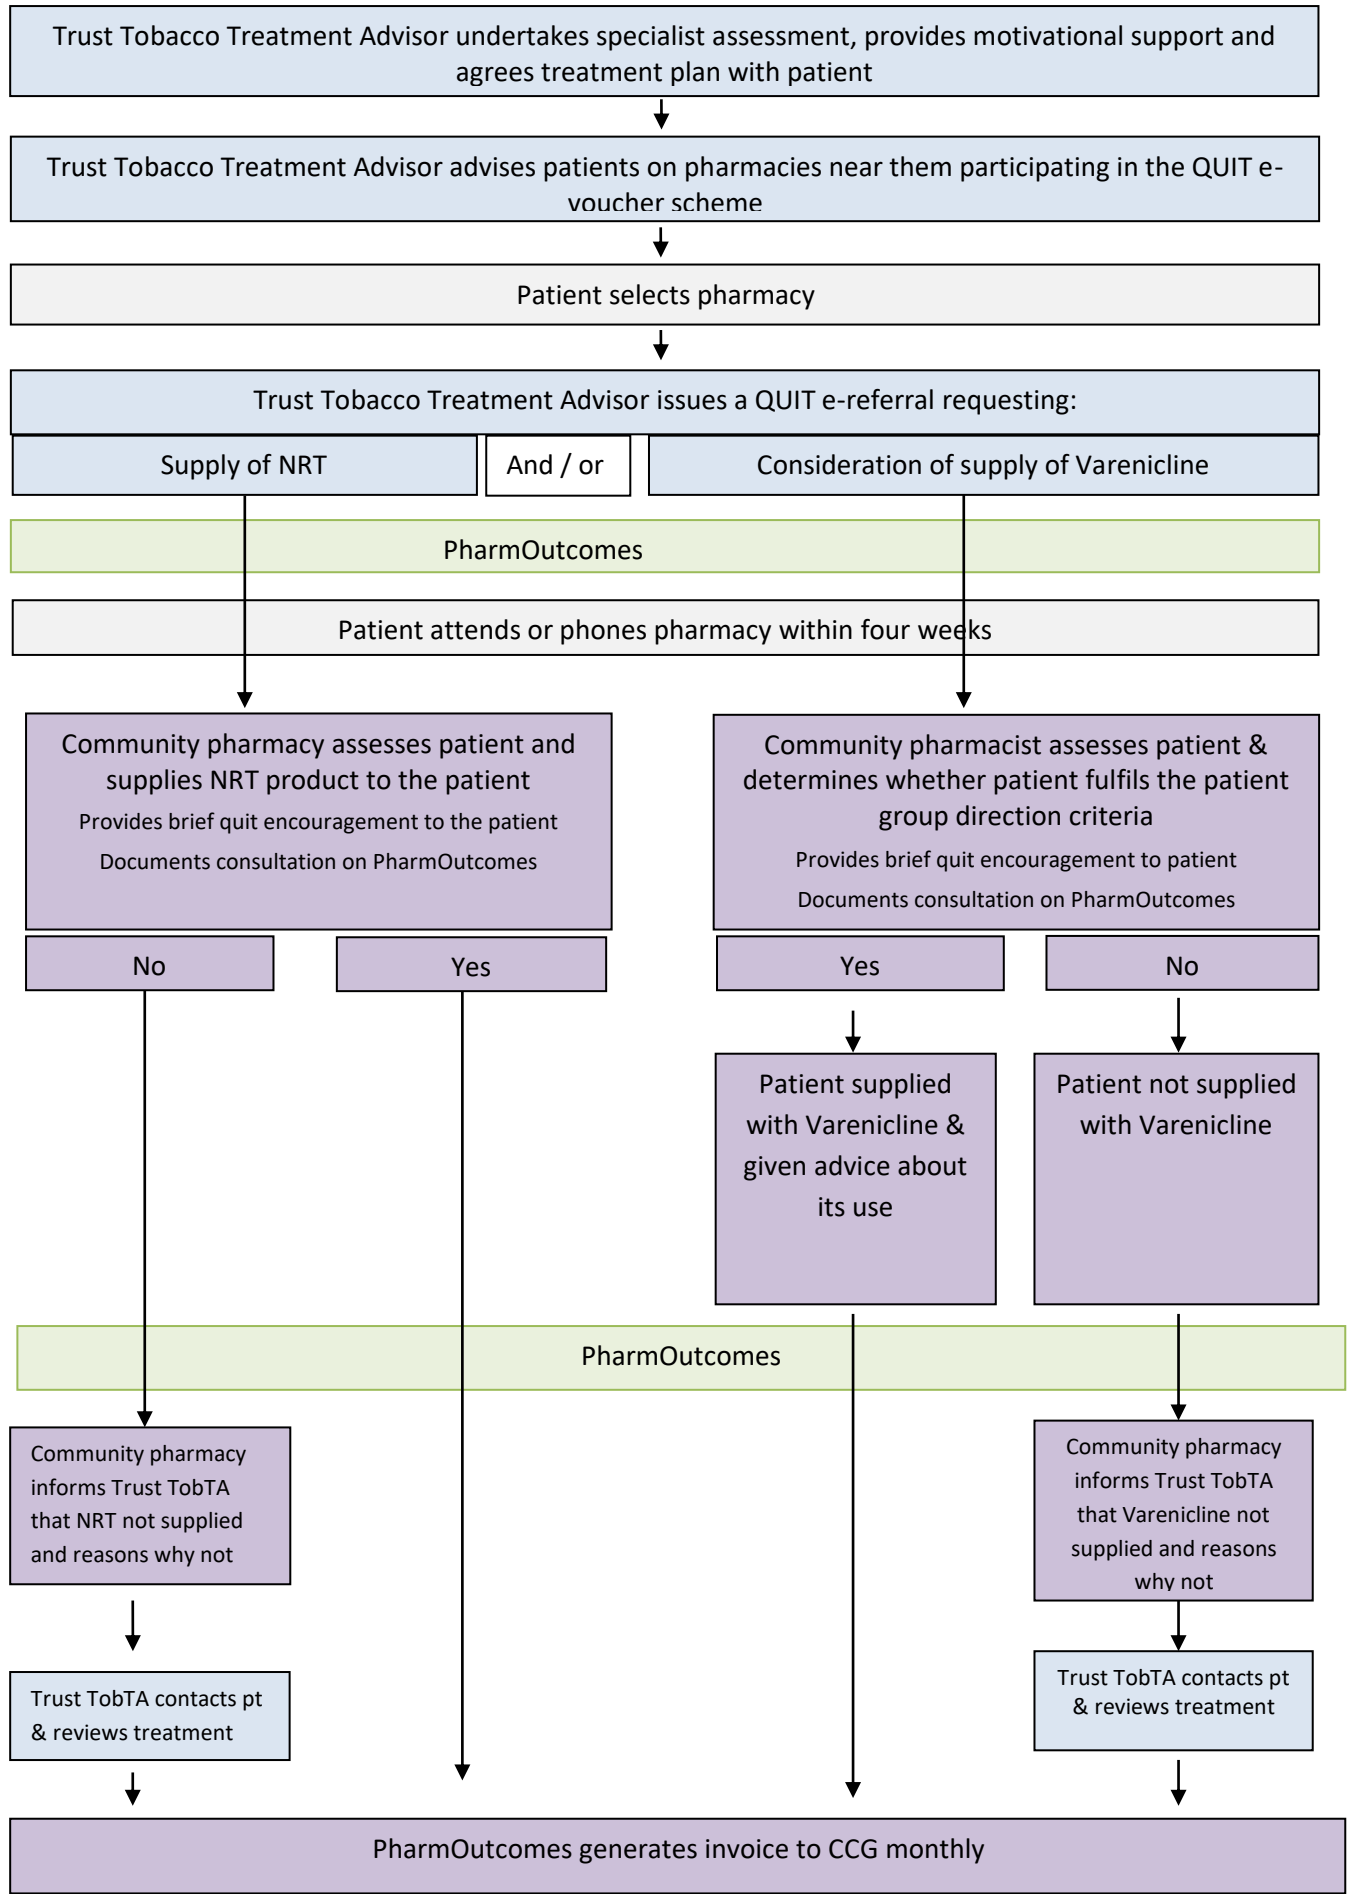 Trust Tobacco Treatment Advisor undertakes specialist assessment, provides motivational support and
agrees treatment plan with patient
Trust Tobacco Treatment Advisor advises patients on pharmacies near them participating in the QUIT e-
voucher scheme
Patient selects pharmacy
Trust Tobacco Treatment Advisor issues a QUIT e-referral requesting:
Supply of NRT
And / or
Consideration of supply of Varenicline
PharmOutcomes
Patient attends or phones pharmacy within four weeks
Community pharmacy assesses patient and
supplies NRT product to the patient
Provides brief quit encouragement to the patient
Documents consultation on PharmOutcomes
Community pharmacist assesses patient &
determines whether patient fulfils the patient
group direction criteria
Provides brief quit encouragement to patient
Documents consultation on PharmOutcomes
No
Yes
Yes
No
Patient supplied
with Varenicline &
given advice about
its use
Patient not supplied
with Varenicline
PharmOutcomes
Community pharmacy
informs Trust TobTA
that NRT not supplied
and reasons why not
Community pharmacy
informs Trust TobTA
that Varenicline not
supplied and reasons
why not
Trust TobTA contacts pt
& reviews treatment
Trust TobTA contacts pt
& reviews treatment
PharmOutcomes generates invoice to CCG monthly